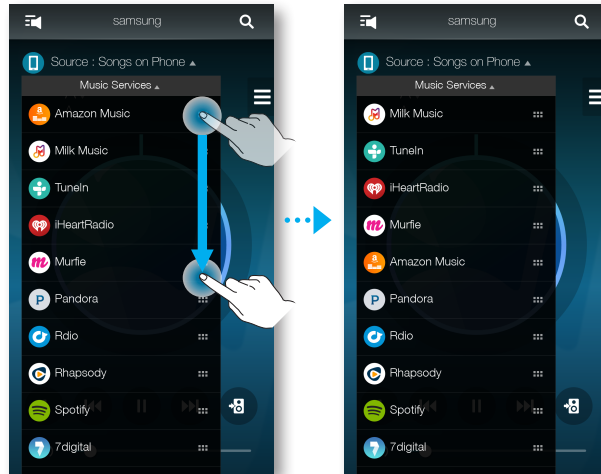 samsung
Source : Songs on Phone
Music Services
a
Amazon Music
Milk Music
TuneIn
iHeartRadio
m
Murfie
P
Pandora
Rdio
Rhapsody
Spotify
7
7digital
samsung
Source : Songs on Phone
Music Services
Milk Music
TuneIn
iHeartRadio
m
Murfie
a
Amazon Music
P
Pandora
Rdio
Rhapsody
Spotify
7
7digital